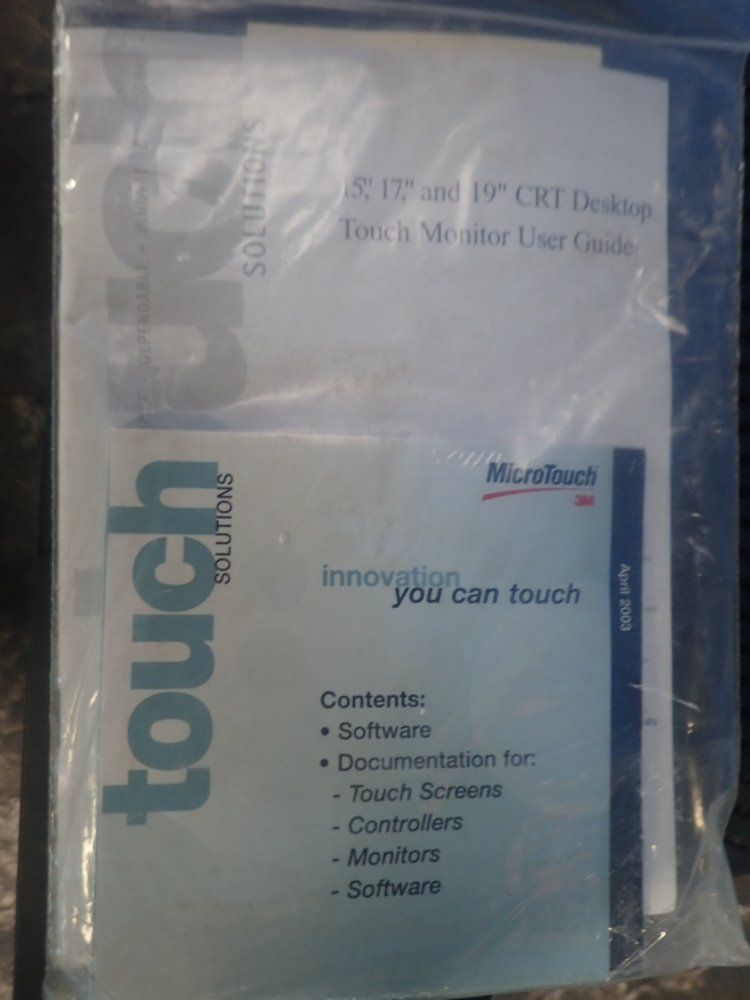 touch
SOLUTIONS
DEPENDABLE •
15," 17," and 19" CRT Desktop
Touch Monitor User Guide
touch
SOLUTIONS
MicroTouch
3M
innovation
you can touch
April 2003
Contents:
• Software
• Documentation for:
- Touch Screens
- Controllers
- Monitors
- Software